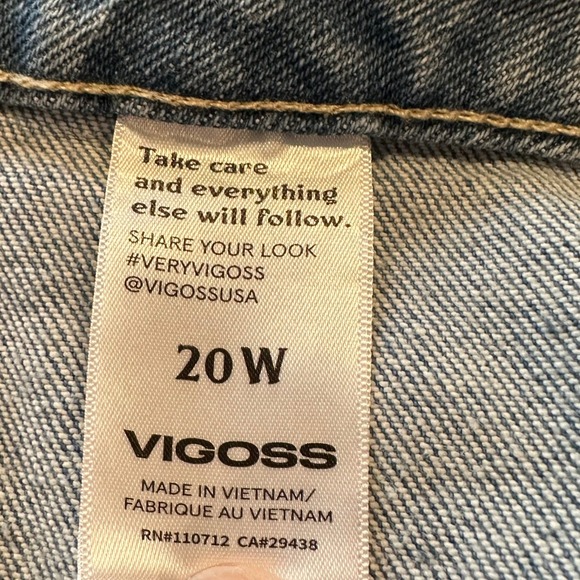 Take care
and everything
else will follow.
SHARE YOUR LOOK
#VERYVIGOSS
@VIGOSSUSA
20W
VIGOSS
MADE IN VIETNAM/
FABRIQUE AU VIETNAM
RN#110712 CA#29438